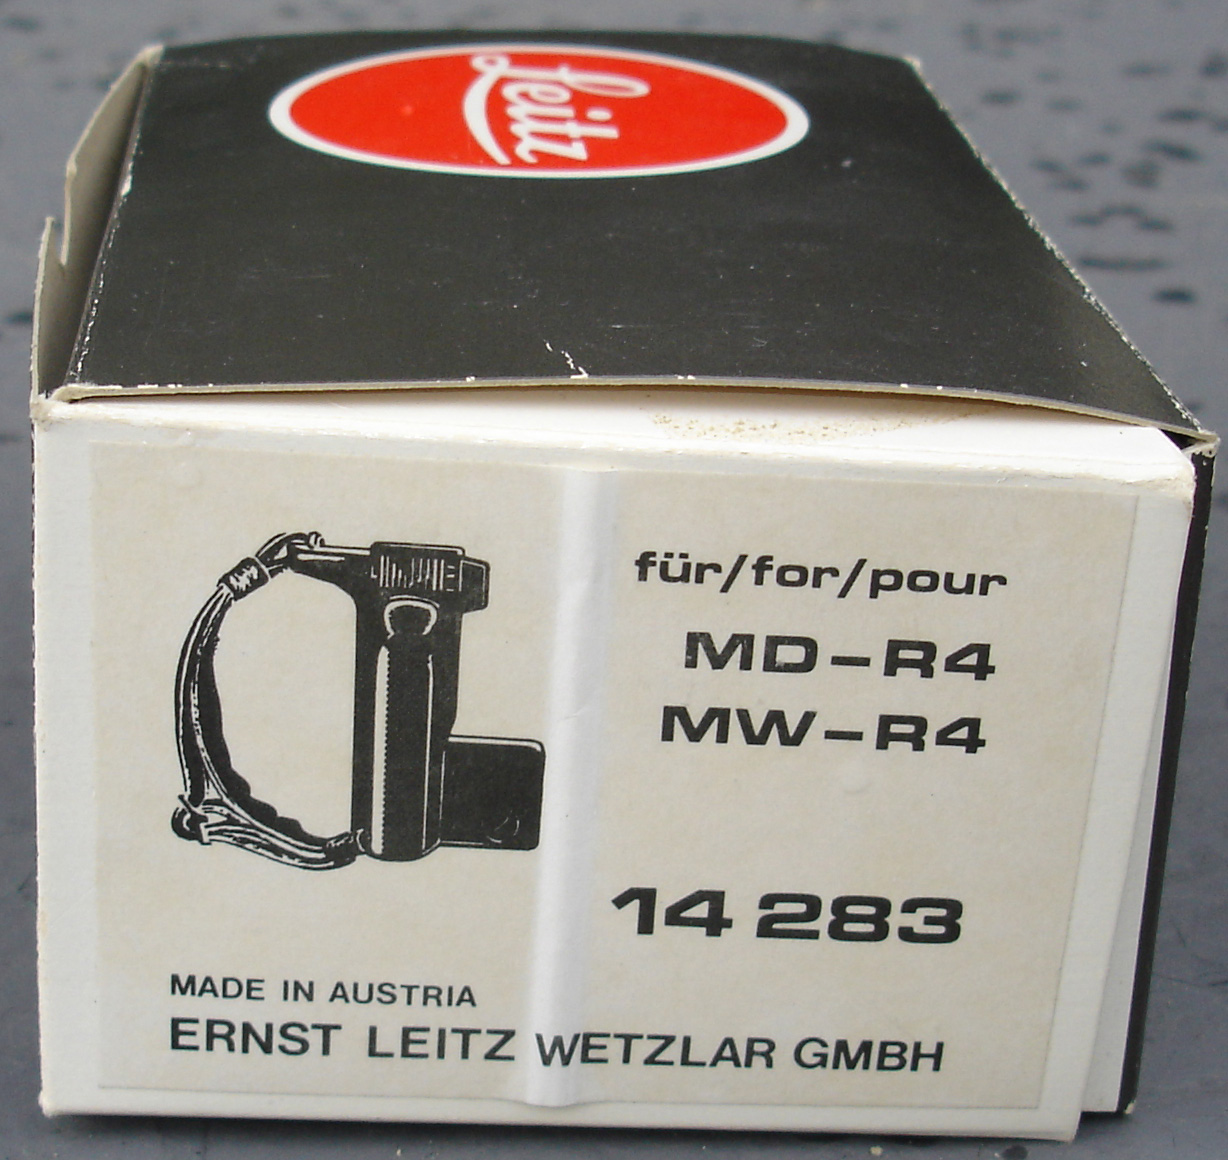 Leitz
für/for/pour
MD-R4
MW-R4
14 283
MADE IN AUSTRIA
ERNST LEITZ WETZLAR GMBH